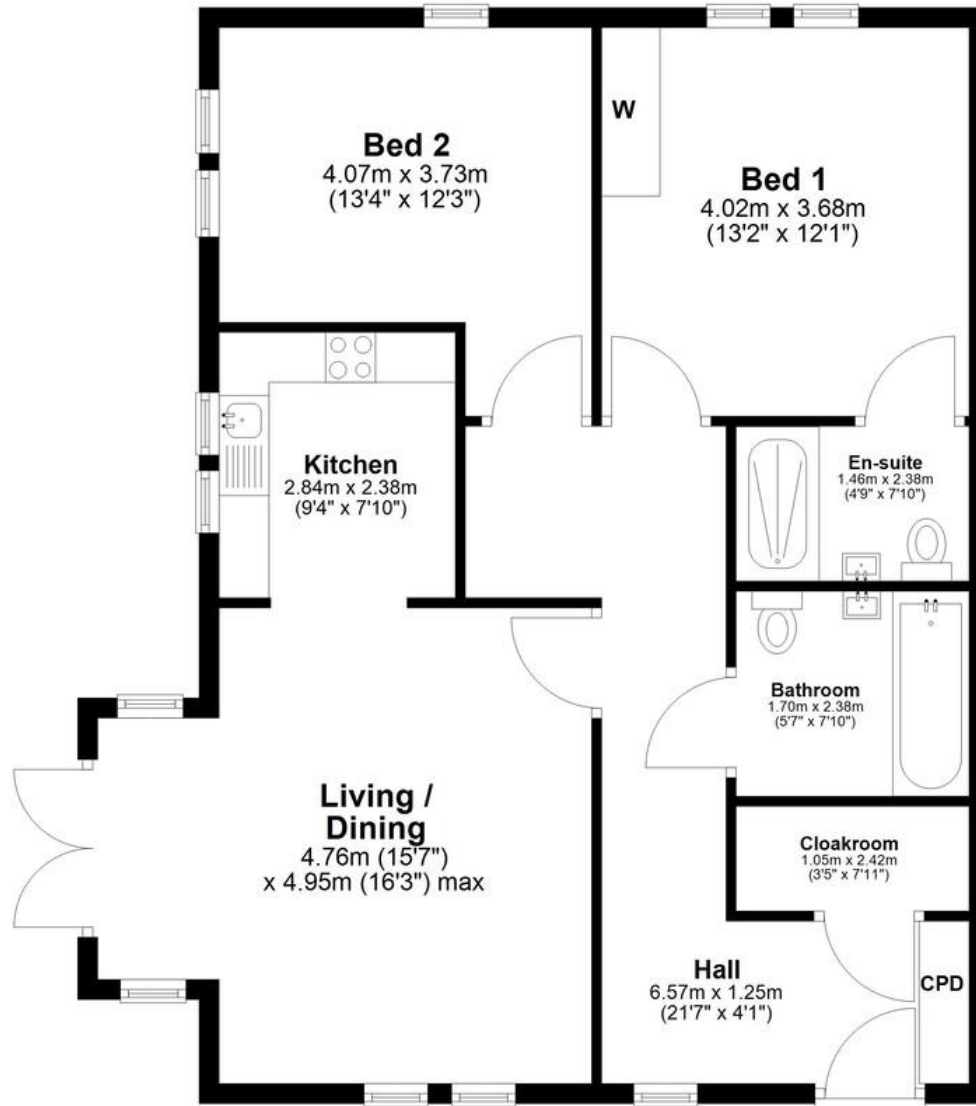 Bed 2
4.07m x 3.73m
(13'4" x 12'3")
W
Bed 1
4.02m x 3.68m
(13'2" x 12'1")
Kitchen
2.84m x 2.38m
(9'4" x 7'10")
En-suite
1.46m x 2.38m
(4'9" x 7'10")
Bathroom
1.70m x 2.38m
(5'7" x 7'10")
Living /
Dining
4.76m (15'7")
x 4.95m (16'3") max
Cloakroom
1.05m x 2.42m
(3'5" x 7'11")
Hall
6.57m x 1.25m
(21'7" x 4'1")
CPD